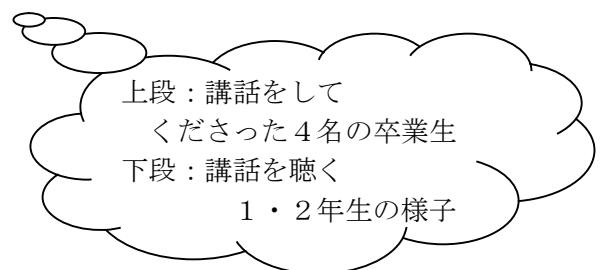 上段：講話をして
くださった４名の卒業生
下段：講話を聴く
１・２年生の様子